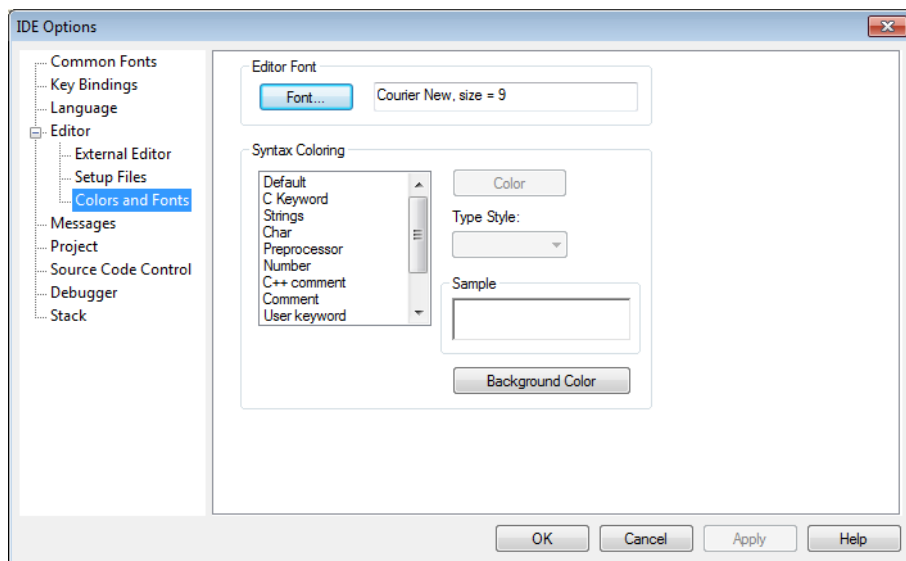 IDE Options
Common Fonts
Key Bindings
Language
Editor
External Editor
Setup Files
Colors and Fonts
Messages
Project
Source Code Control
Debugger
Stack
Editor Font
Font...
Courier New, size = 9
Syntax Coloring
Default
C Keyword
Strings
Char
Preprocessor
Number
C++ comment
Comment
User keyword
Color
Type Style:
Sample
Background Color
OK
Cancel
Apply
Help